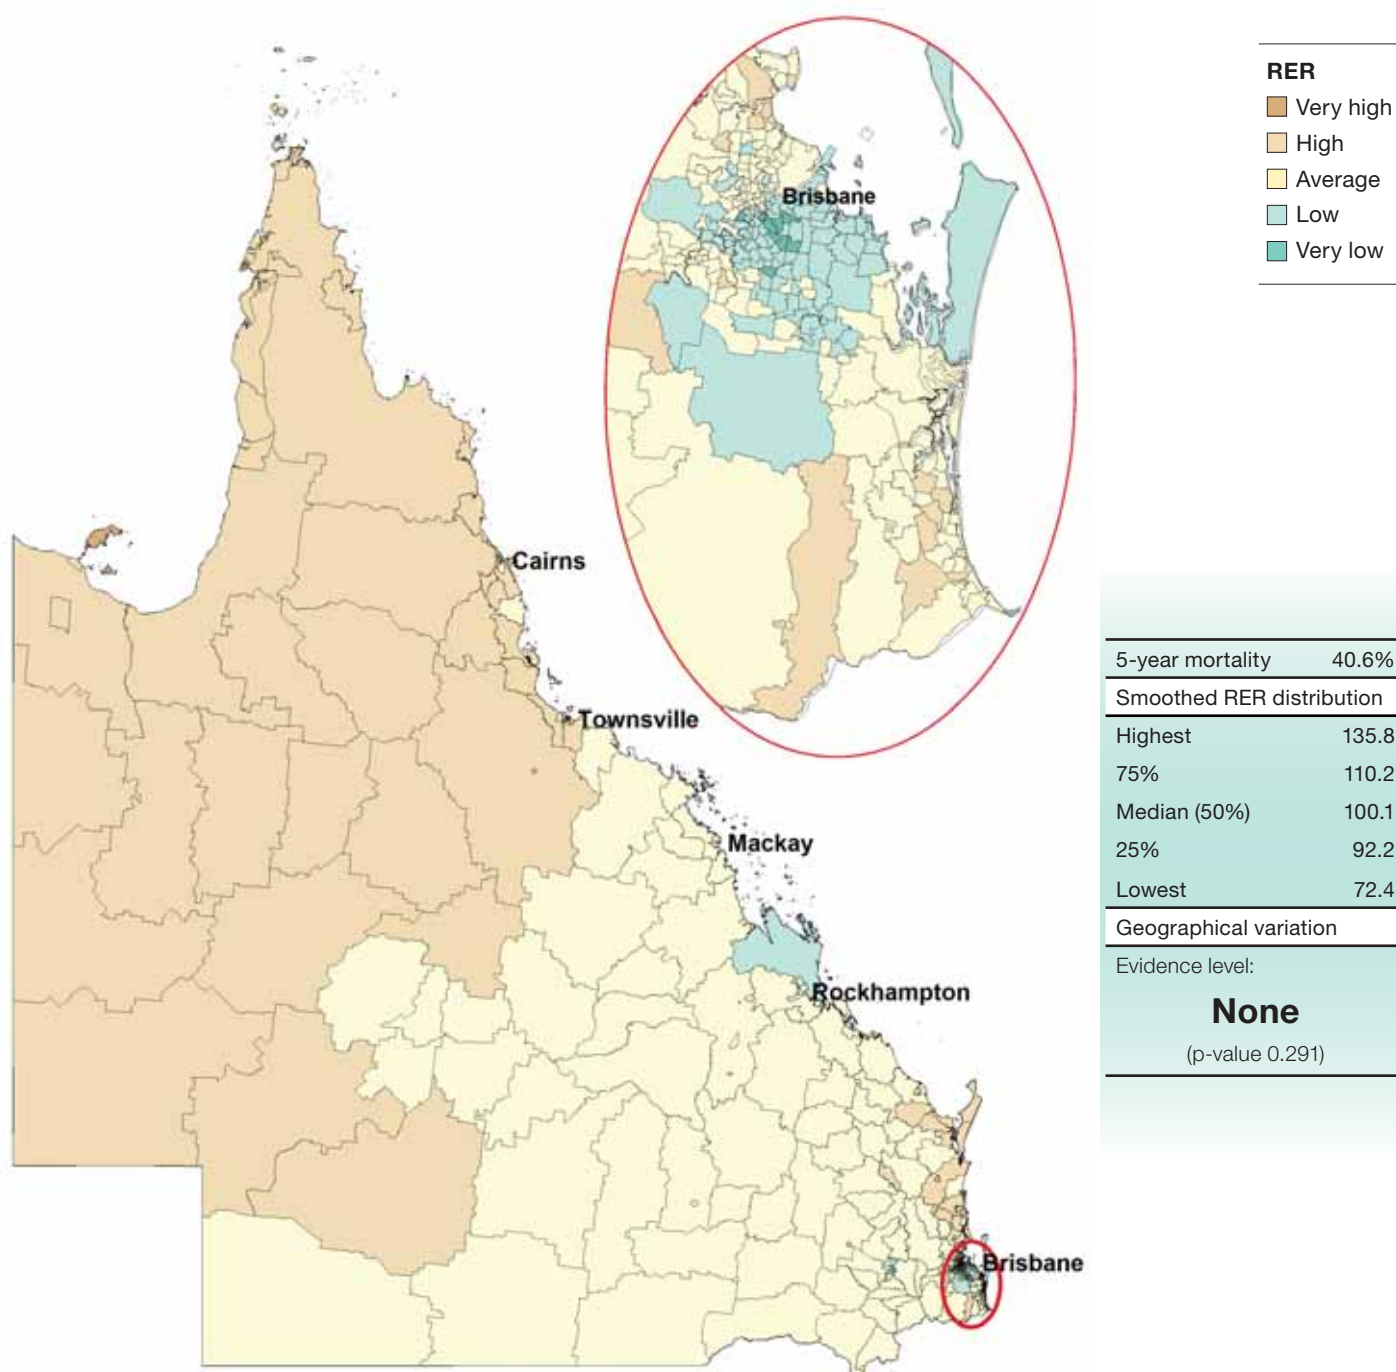 RER
Very high
High
Average
Low
Very low
Brisbane
Cairns
Townsville
Mackay
Rockhampton
Brisbane
5-year mortality 40.6%
Smoothed RER distribution
Highest 135.8
75% 110.2
Median (50%) 100.1
25% 92.2
Lowest 72.4
Geographical variation
Evidence level:
None
(p-value 0.291)